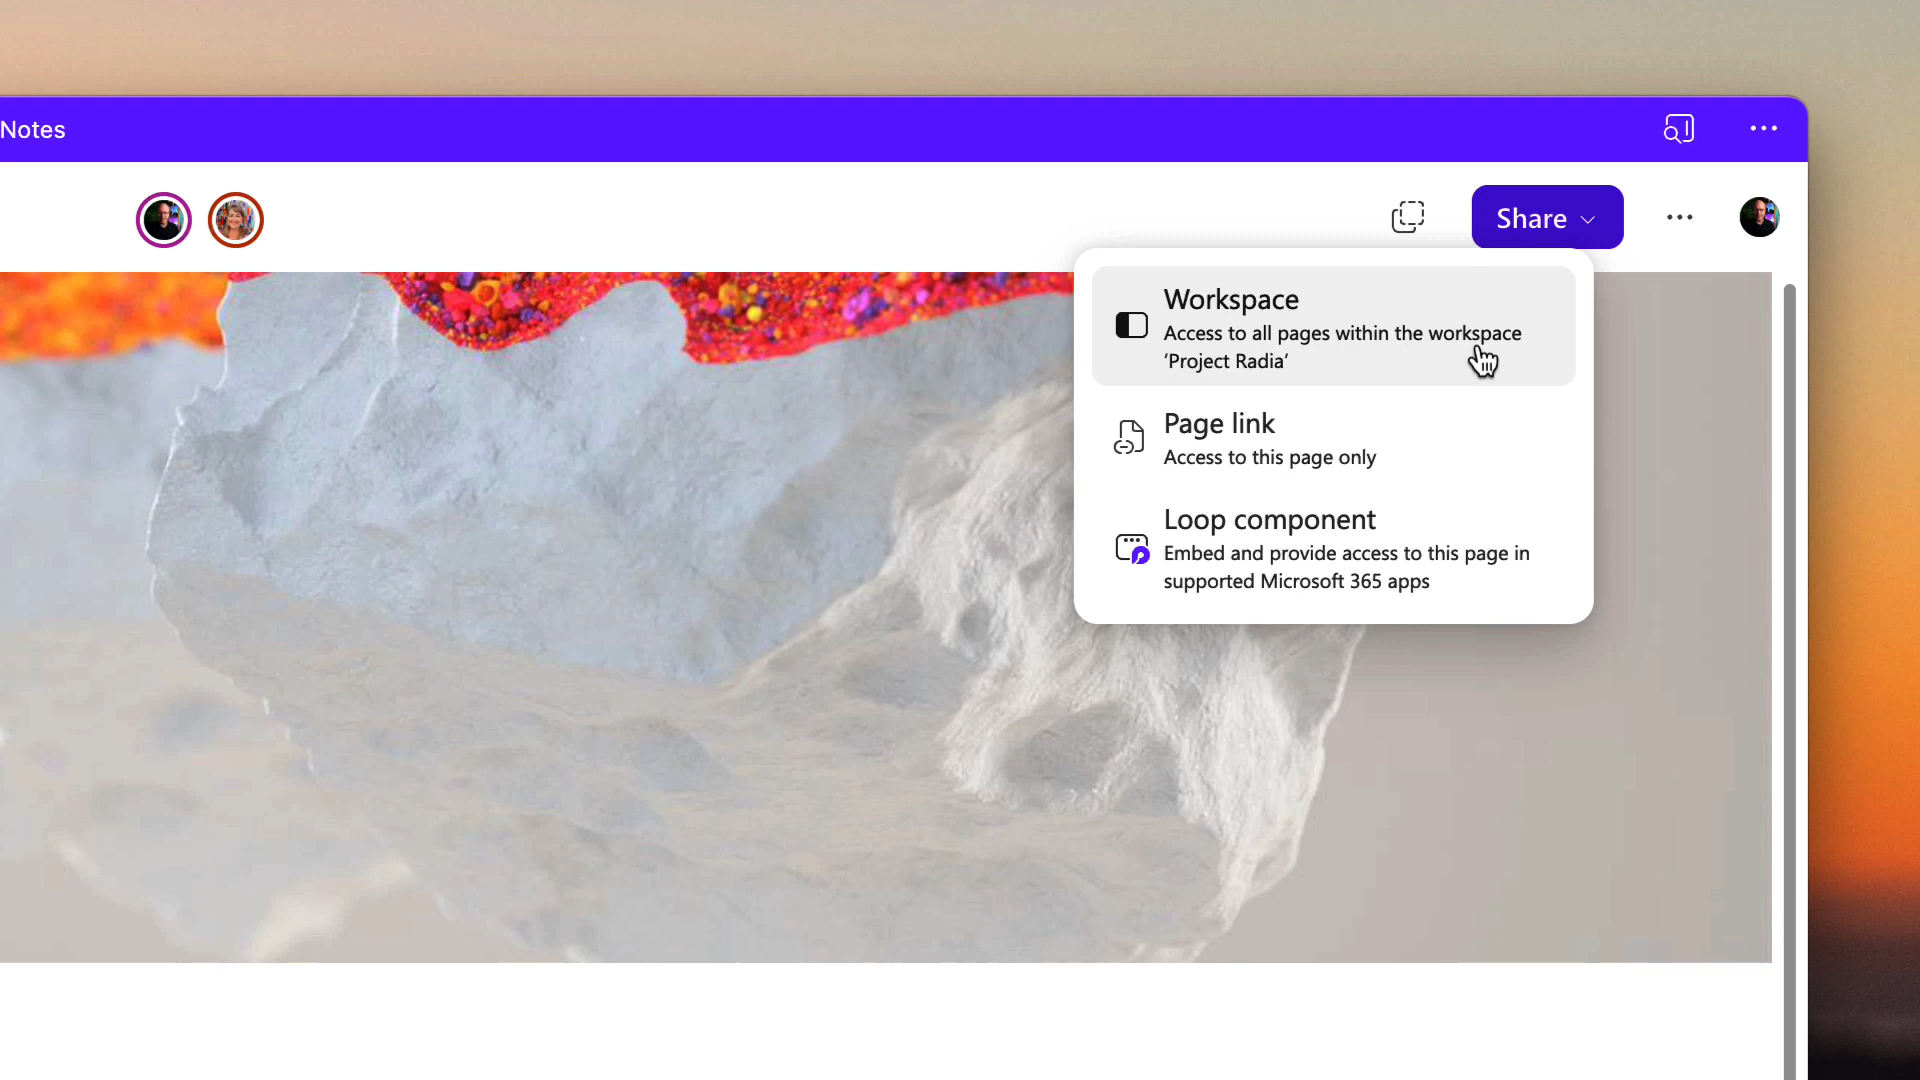 Notes
Share
Workspace
Access to all pages within the workspace
‘Project Radia’
Page link
Access to this page only
Loop component
Embed and provide access to this page in
supported Microsoft 365 apps